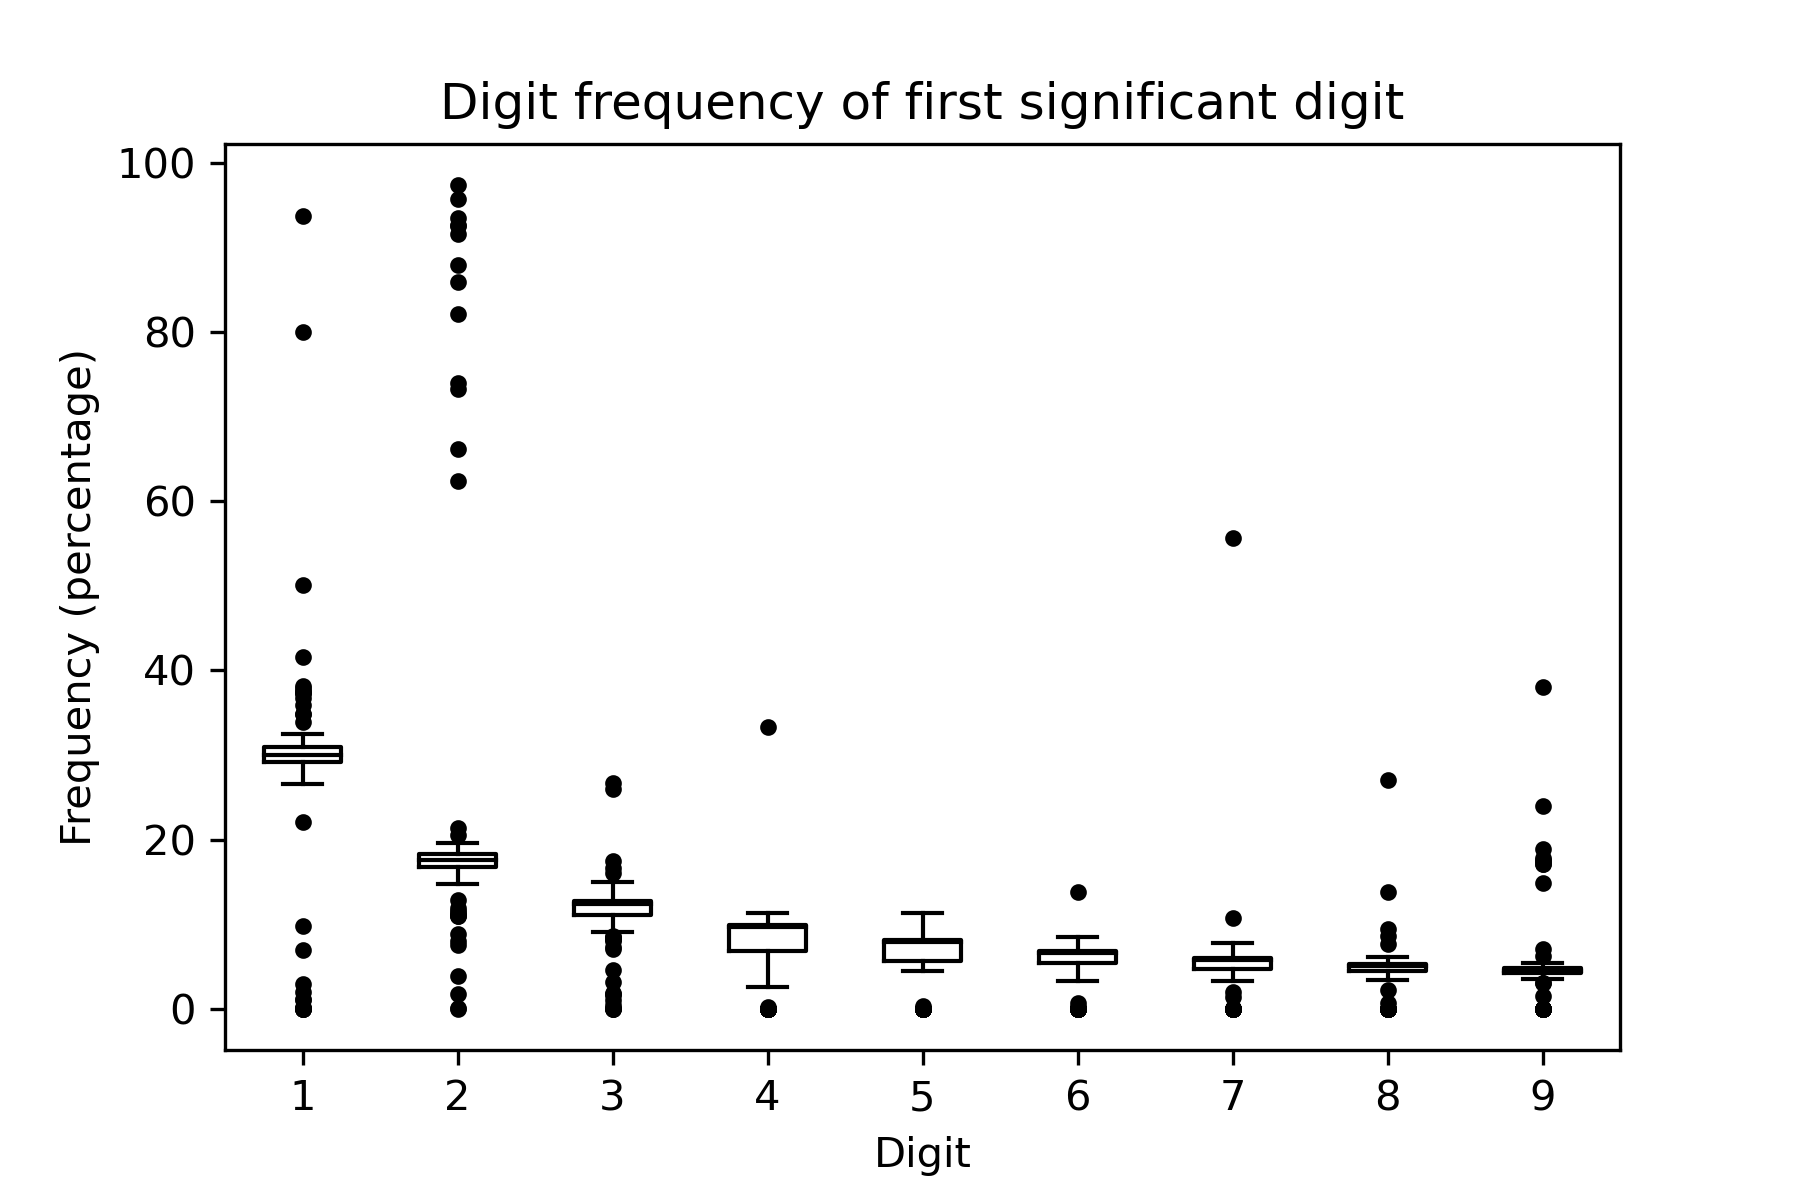 Digit frequency of first significant digit
100
80
60
40
20
0
Frequency (percentage)
1 2 3 4 5 6 7 8 9
Digit